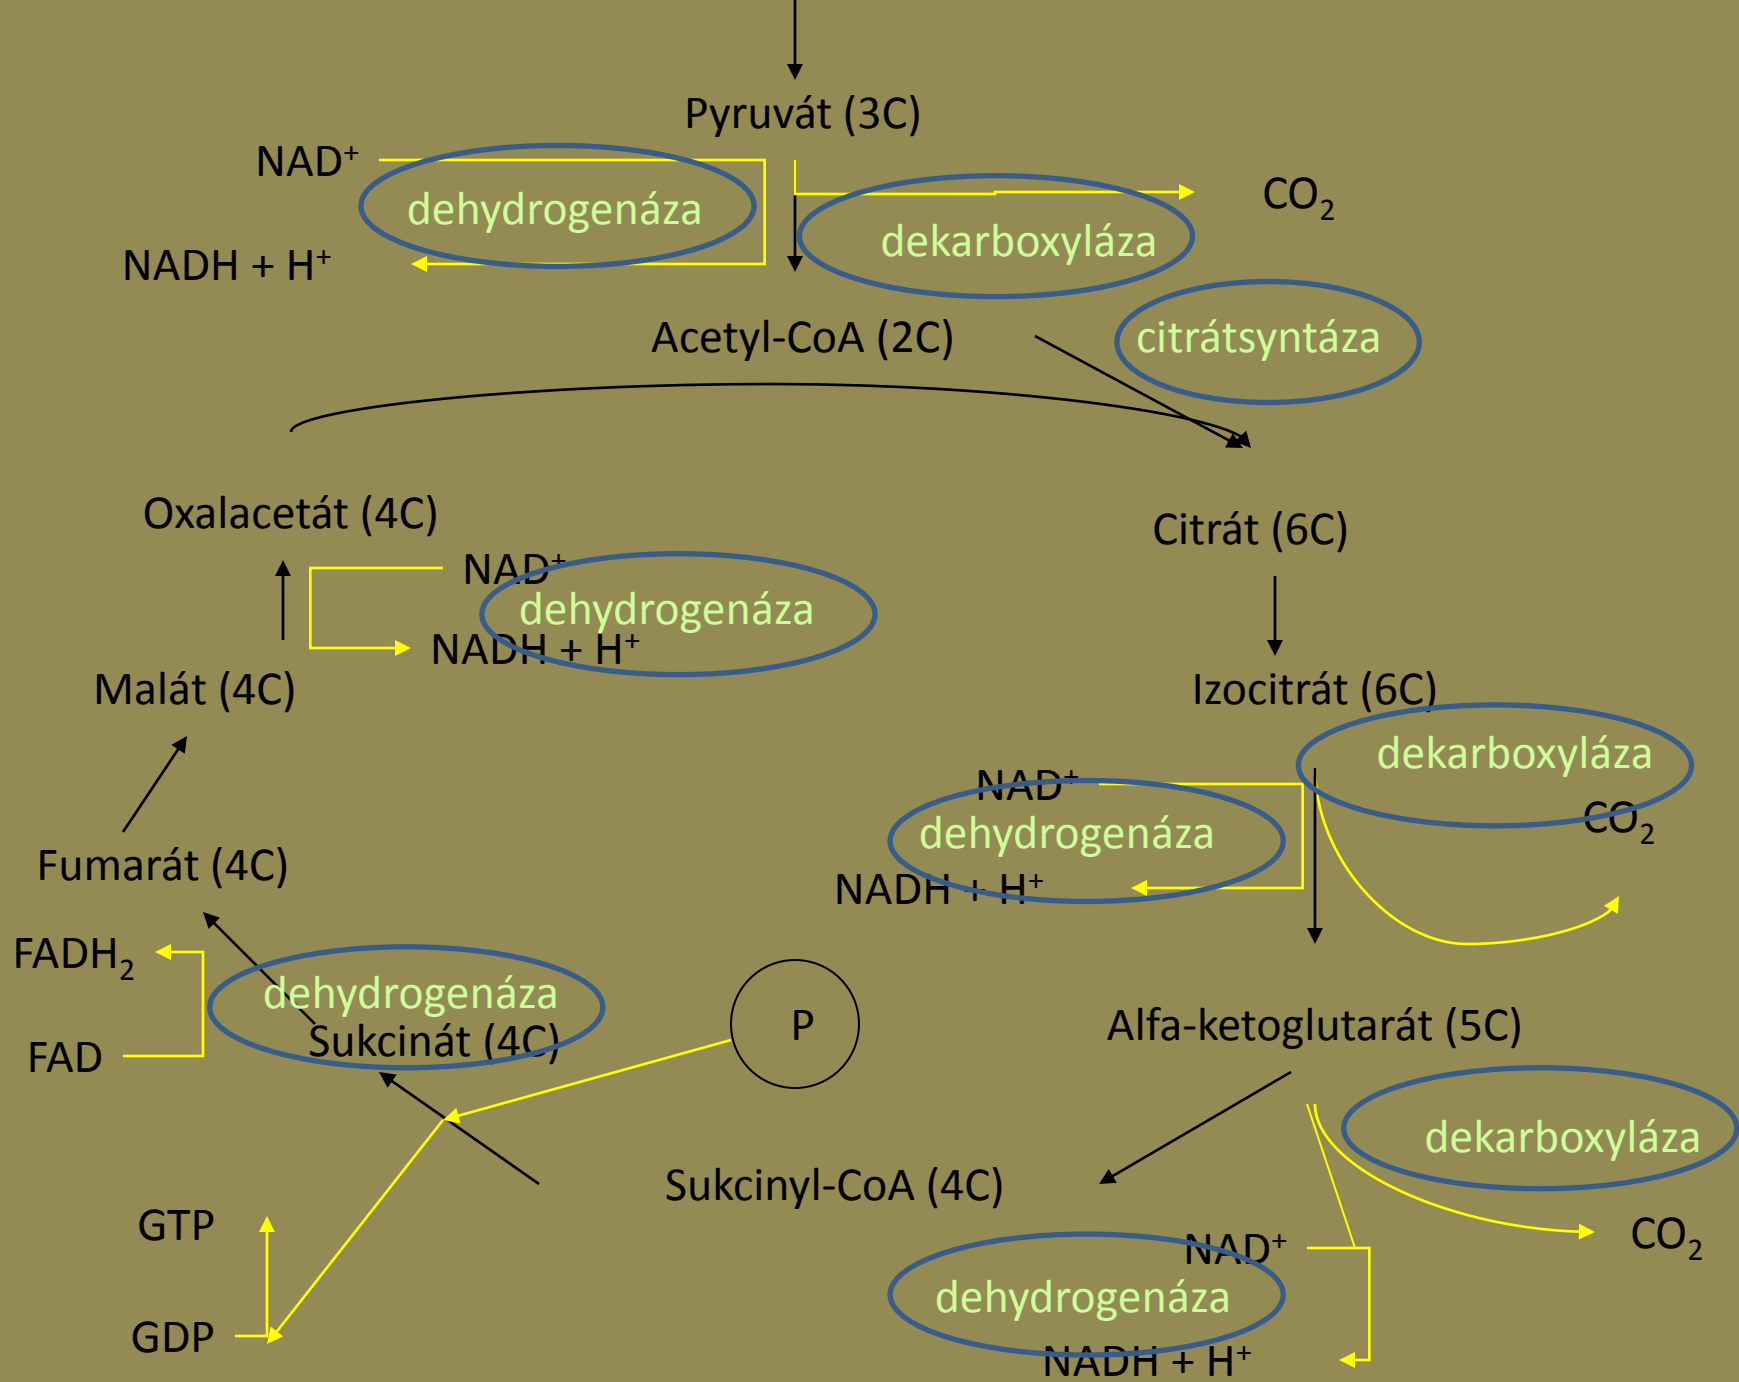 Pyruvát (3C)
NAD⁺
dehydrogenáza
CO₂
dekarboxyláza
NADH + H⁺
Acetyl-CoA (2C)
citrátsyntáza
Oxalacetát (4C)
Citrát (6C)
NAD⁺
dehydrogenáza
NADH + H⁺
Malát (4C)
Izocitrát (6C)
dekarboxyláza
NAD⁺
CO₂
dehydrogenáza
Fumarát (4C)
NADH + H⁺
FADH₂
dehydrogenáza
Sukcinát (4C)
P
Alfa-ketoglutarát (5C)
FAD
dekarboxyláza
Sukcinyl-CoA (4C)
GTP
CO₂
NAD⁺
dehydrogenáza
GDP
NADH + H⁺